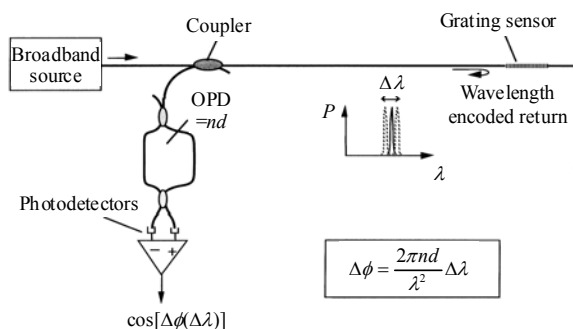 Grating sensor
Coupler
Broadband
source
OPD
=nd
Δλ
Wavelength
encoded return
P
λ
Photodetectors
− +
Δϕ = 2πnd/λ² Δλ
cos[Δϕ(Δλ)]